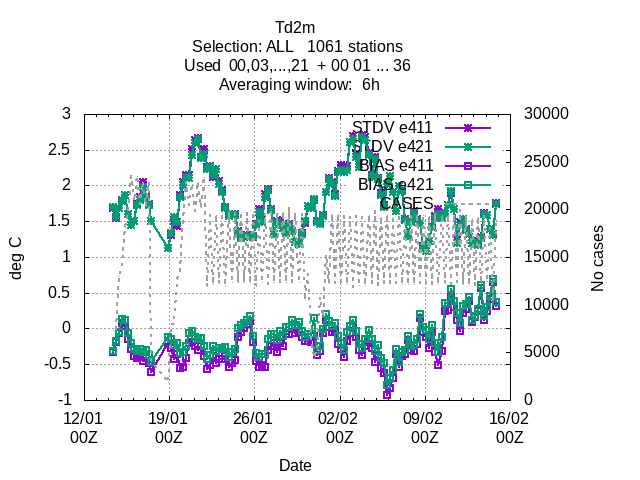 Td2m
Selection: ALL   1061 stations
Used  00,03,...,21  + 00 01 ... 36
Averaging window:  6h
3
2.5
2
1.5
1
0.5
0
-0.5
-1
deg C
30000
25000
20000
15000
10000
5000
0
No cases
STDV e411
STDV e421
BIAS e411
BIAS e421
CASES
12/01 19/01 26/01 02/02 09/02 16/02
00Z 00Z 00Z 00Z 00Z 00Z
Date